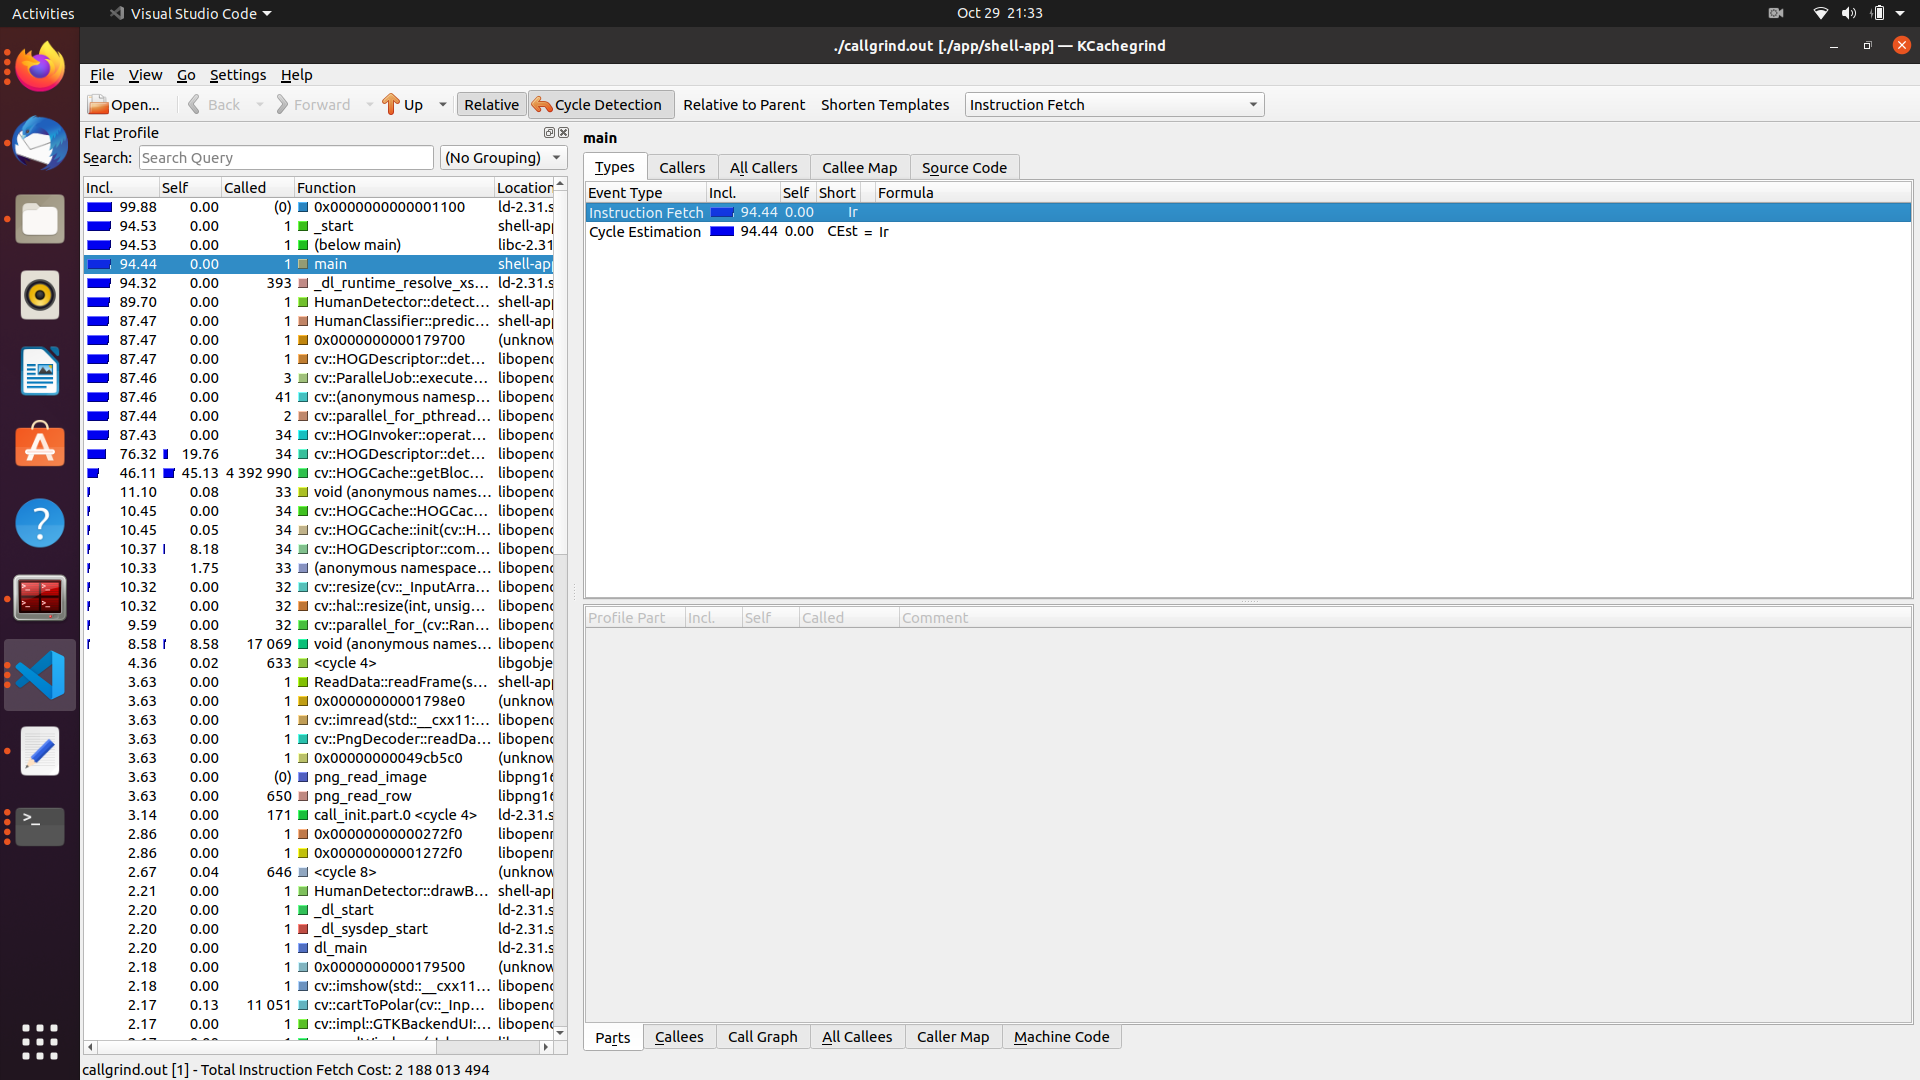 Activities Visual Studio Code Oct 29 21:33
./callgrind.out [./app/shell-app] — KCachegrind
File View Go Settings Help
Open... Back Forward Up Relative Cycle Detection Relative to Parent Shorten Templates Instruction Fetch
Flat Profile
Search: Search Query (No Grouping)
Incl. Self Called Function Location
99.88 0.00 (0) 0x0000000000001100 ld-2.31.s
94.53 0.00 1 _start shell-app
94.53 0.00 1 (below main) libc-2.31
94.44 0.00 1 main shell-app
94.32 0.00 393 _dl_runtime_resolve_xs... ld-2.31.s
89.70 0.00 1 HumanDetector::detect... shell-app
87.47 0.00 1 HumanClassifier::predic... shell-app
87.47 0.00 1 0x0000000000179700 (unknow
87.47 0.00 1 cv::HOGDescriptor::det... libopenc
87.46 0.00 3 cv::ParallelJob::execute... libopenc
87.46 0.00 41 cv::(anonymous namesp... libopenc
87.44 0.00 2 cv::parallel_for_pthread... libopenc
87.43 0.00 34 cv::HOGInvoker::operat... libopenc
76.32 19.76 34 cv::HOGDescriptor::det... libopenc
46.11 45.13 4 392 990 cv::HOGCache::getBloc... libopenc
11.10 0.08 33 void (anonymous names... libopenc
10.45 0.00 34 cv::HOGCache::HOGCac... libopenc
10.45 0.05 34 cv::HOGCache::init(cv::H... libopenc
10.37 8.18 34 cv::HOGDescriptor::com... libopenc
10.33 1.75 33 (anonymous namespace... libopenc
10.32 0.00 32 cv::resize(cv::_InputArra... libopenc
10.32 0.00 32 cv::hal::resize(int, unsig... libopenc
9.59 0.00 32 cv::parallel_for_(cv::Ran... libopenc
8.58 8.58 17 069 void (anonymous names... libopenc
4.36 0.02 633 <cycle 4> libgobje
3.63 0.00 1 ReadData::readFrame(s... shell-app
3.63 0.00 1 0x00000000001798e0 (unknow
3.63 0.00 1 cv::imread(std::__cxx11:... libopenc
3.63 0.00 1 cv::PngDecoder::readDa... libopenc
3.63 0.00 1 0x00000000049cb5c0 (unknow
3.63 0.00 (0) png_read_image libpng16
3.63 0.00 650 png_read_row libpng16
3.14 0.00 171 call_init.part.0 <cycle 4> ld-2.31.s
2.86 0.00 1 0x00000000000272f0 libopenm
2.86 0.00 1 0x00000000001272f0 libopenm
2.67 0.04 646 <cycle 8> (unknow
2.21 0.00 1 HumanDetector::drawB... shell-app
2.20 0.00 1 _dl_start ld-2.31.s
2.20 0.00 1 _dl_sysdep_start ld-2.31.s
2.20 0.00 1 dl_main ld-2.31.s
2.18 0.00 1 0x0000000000179500 (unknow
2.18 0.00 1 cv::imshow(std::__cxx11... libopenc
2.17 0.13 11 051 cv::cartToPolar(cv::_Inp... libopenc
2.17 0.00 1 cv::impl::GTKBackendUI:... libopenc
main
Types Callers All Callers Callee Map Source Code
Event Type Incl. Self Short Formula
Instruction Fetch 94.44 0.00 Ir
Cycle Estimation 94.44 0.00 CEst = Ir
Profile Part Incl. Self Called Comment
Parts Callees Call Graph All Callees Caller Map Machine Code
callgrind.out [1] - Total Instruction Fetch Cost: 2 188 013 494